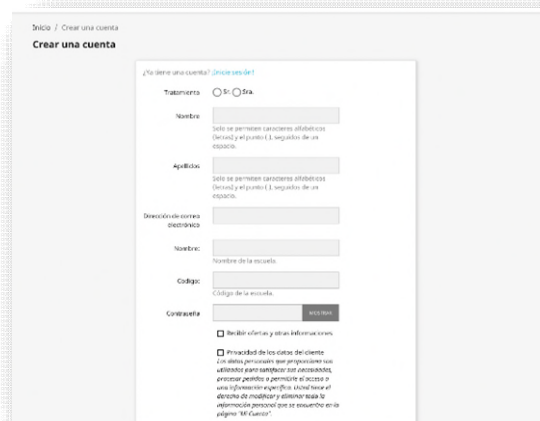 Inicio / Crear una cuenta
Crear una cuenta
¿Ya tiene una cuenta? ¡Inicie sesión!
Tratamiento
Sr. Sra.
Nombre
Solo se permiten caracteres alfabéticos
(letras) y el punto (.), seguidos de un
espacio.
Apellidos
Solo se permiten caracteres alfabéticos
(letras) y el punto (.), seguidos de un
espacio.
Dirección de correo
electrónico
Nombre:
Nombre de la escuela.
Codigo:
Código de la escuela.
Contraseña
MOSTRAR
Recibir ofertas y otras informaciones
Privacidad de los datos del cliente
Los datos personales que proporciona son
utilizados para satisfacer sus necesidades,
procesar pedidos o permitirle el acceso a
una información específica. Usted tiene el
derecho de modificar y eliminar toda la
información personal que se encuentra en la
página "Mi Cuenta".